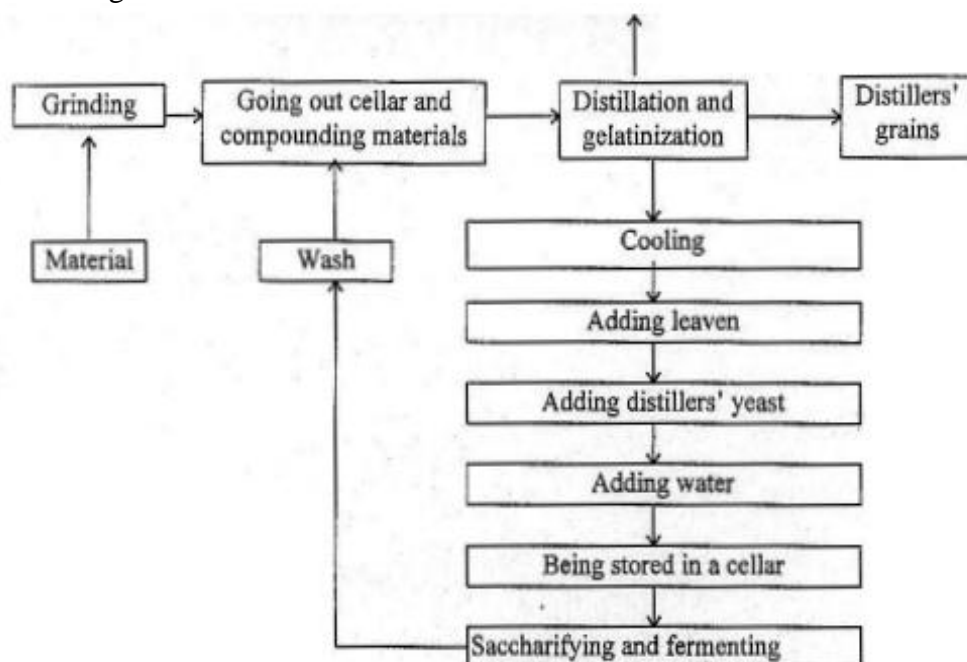 Grinding
Going out cellar and
compounding materials
Distillation and
gelatinization
Distillers'
grains
Material
Wash
Cooling
Adding leaven
Adding distillers' yeast
Adding water
Being stored in a cellar
Saccharifying and fermenting